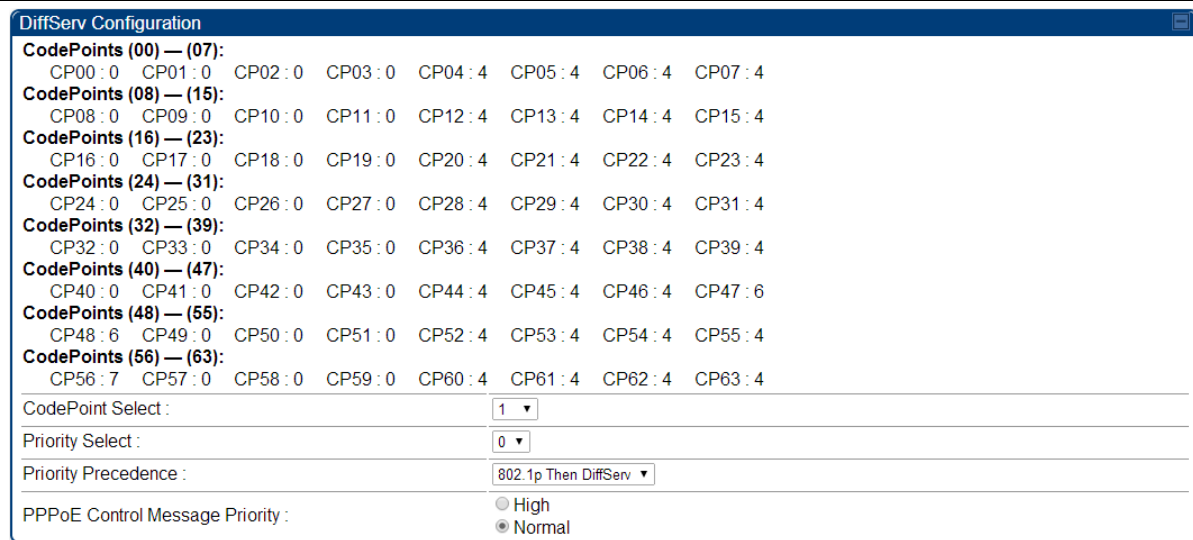 DiffServ Configuration
CodePoints (00) — (07):
CP00 : 0 CP01 : 0 CP02 : 0 CP03 : 0 CP04 : 4 CP05 : 4 CP06 : 4 CP07 : 4
CodePoints (08) — (15):
CP08 : 0 CP09 : 0 CP10 : 0 CP11 : 0 CP12 : 4 CP13 : 4 CP14 : 4 CP15 : 4
CodePoints (16) — (23):
CP16 : 0 CP17 : 0 CP18 : 0 CP19 : 0 CP20 : 4 CP21 : 4 CP22 : 4 CP23 : 4
CodePoints (24) — (31):
CP24 : 0 CP25 : 0 CP26 : 0 CP27 : 0 CP28 : 4 CP29 : 4 CP30 : 4 CP31 : 4
CodePoints (32) — (39):
CP32 : 0 CP33 : 0 CP34 : 0 CP35 : 0 CP36 : 4 CP37 : 4 CP38 : 4 CP39 : 4
CodePoints (40) — (47):
CP40 : 0 CP41 : 0 CP42 : 0 CP43 : 0 CP44 : 4 CP45 : 4 CP46 : 4 CP47 : 6
CodePoints (48) — (55):
CP48 : 6 CP49 : 0 CP50 : 0 CP51 : 0 CP52 : 4 CP53 : 4 CP54 : 4 CP55 : 4
CodePoints (56) — (63):
CP56 : 7 CP57 : 0 CP58 : 0 CP59 : 0 CP60 : 4 CP61 : 4 CP62 : 4 CP63 : 4
CodePoint Select : 1
Priority Select : 0
Priority Precedence : 802.1p Then DiffServ
PPPoE Control Message Priority : High
Normal